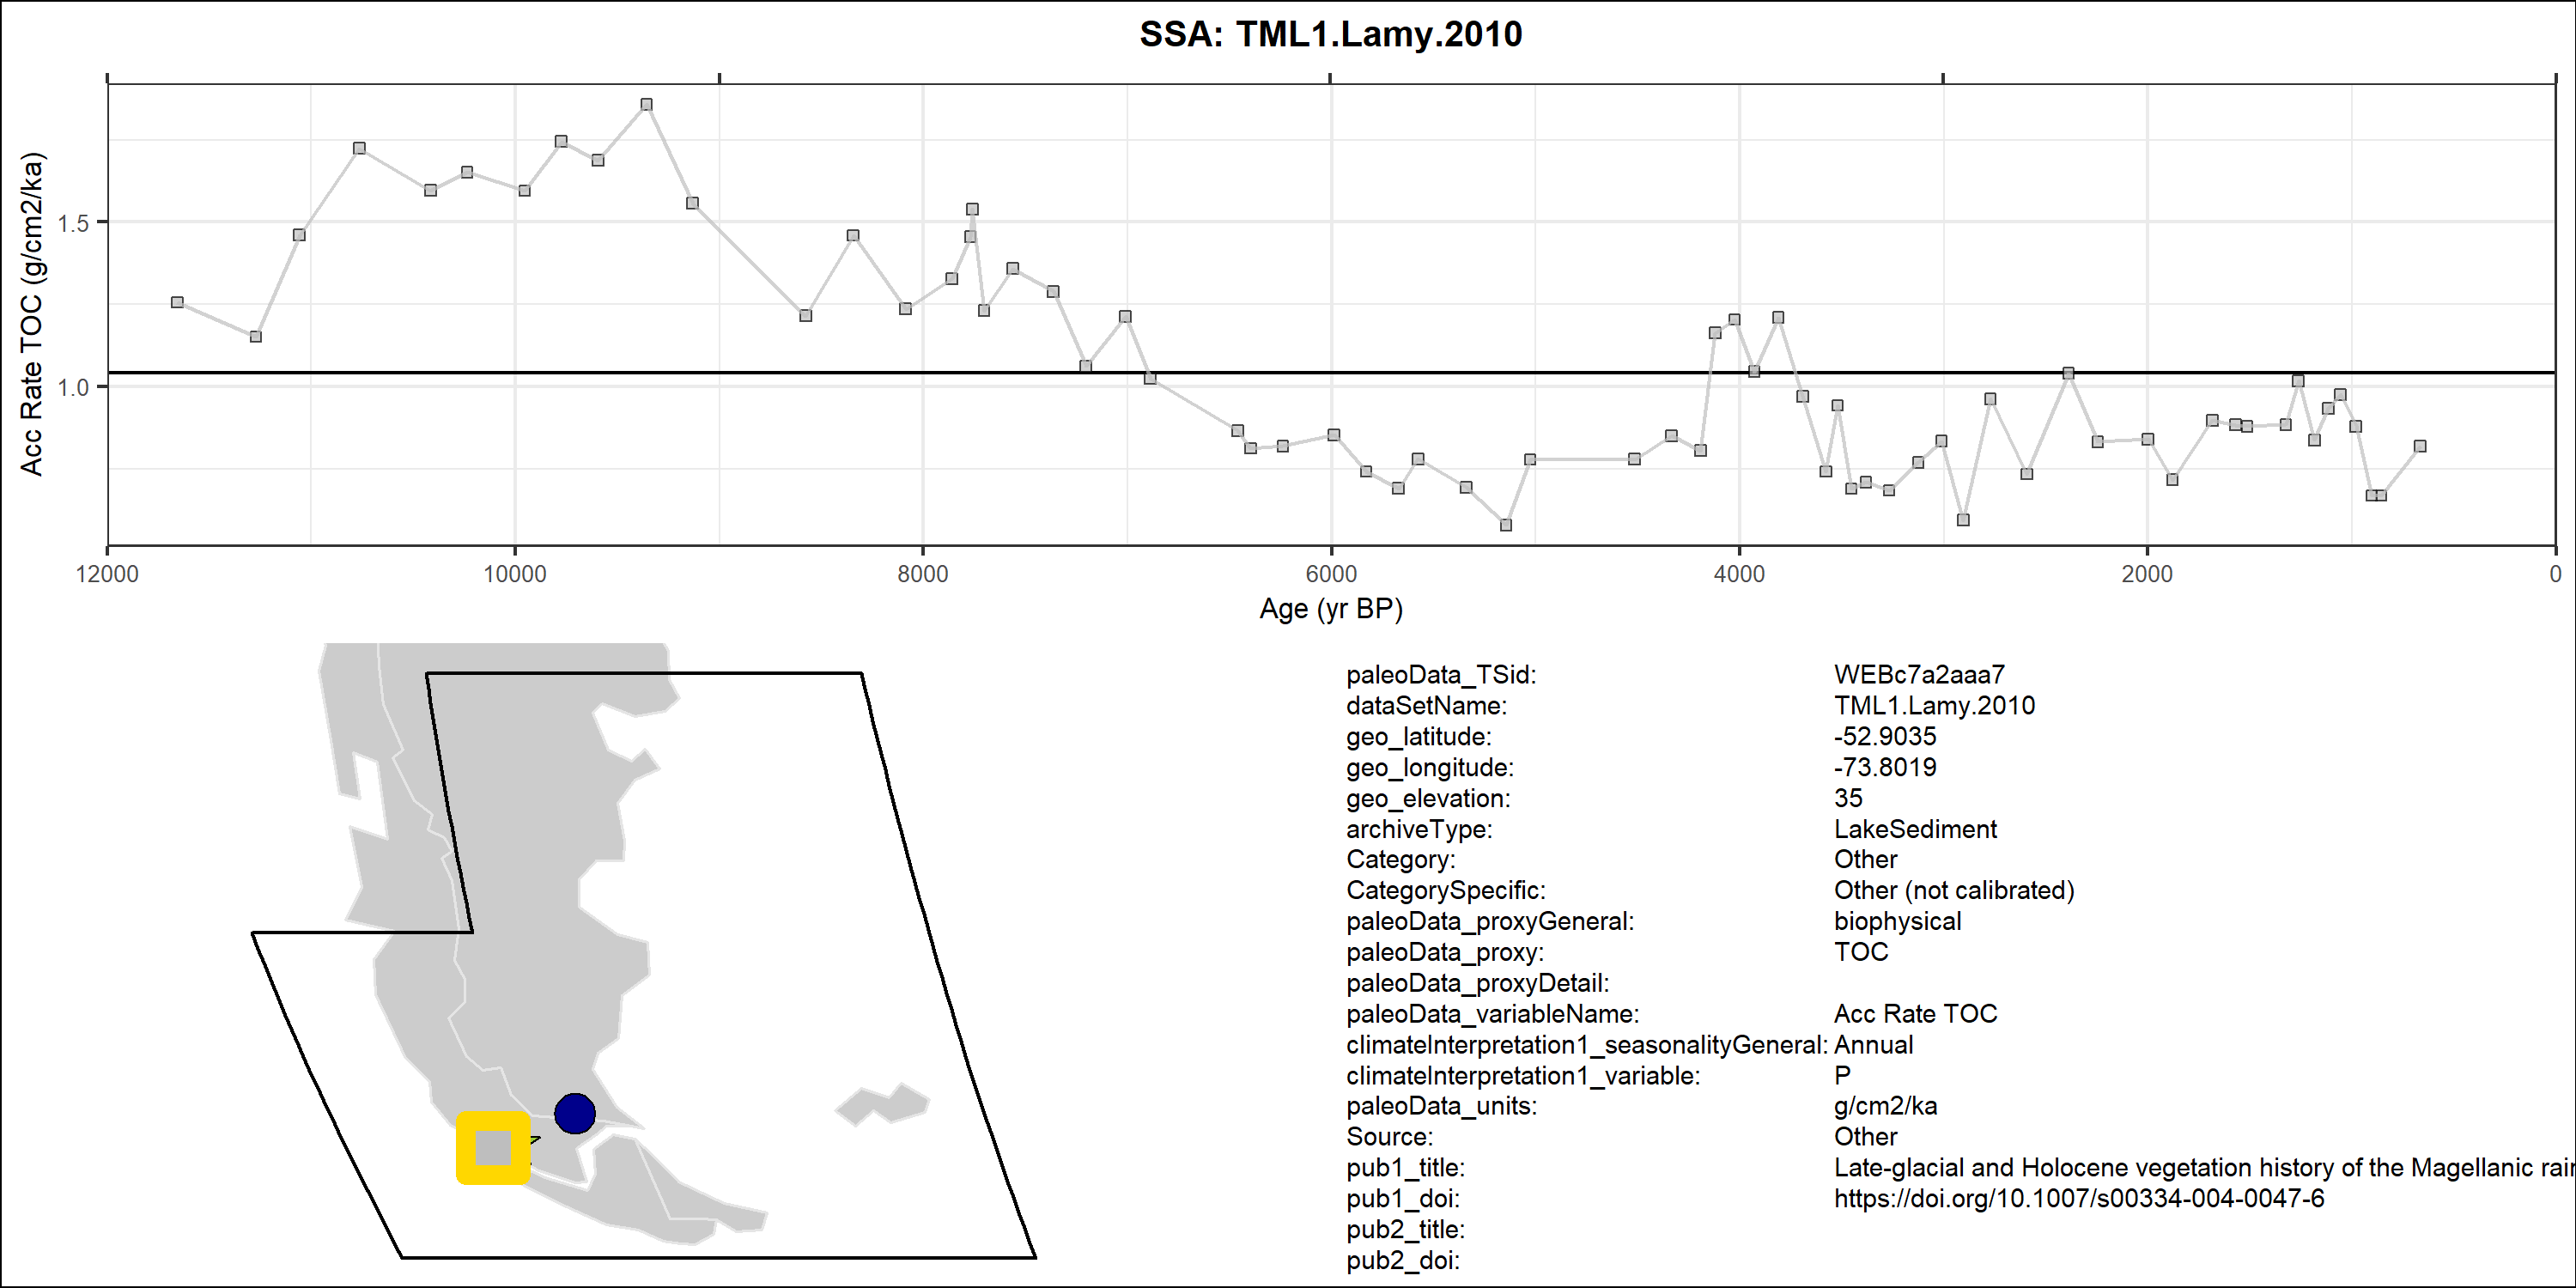 SSA: TML1.Lamy.2010
Acc Rate TOC (g/cm2/ka)
1.5
1.0
12000 10000 8000 6000 4000 2000 0
Age (yr BP)
paleoData_TSid: WEBc7a2aaa7
dataSetName: TML1.Lamy.2010
geo_latitude: -52.9035
geo_longitude: -73.8019
geo_elevation: 35
archiveType: LakeSediment
Category: Other
CategorySpecific: Other (not calibrated)
paleoData_proxyGeneral: biophysical
paleoData_proxy: TOC
paleoData_proxyDetail:
paleoData_variableName: Acc Rate TOC
climateInterpretation1_seasonalityGeneral: Annual
climateInterpretation1_variable: P
paleoData_units: g/cm2/ka
Source: Other
pub1_title: Late-glacial and Holocene vegetation history of the Magellanic rai
pub1_doi: https://doi.org/10.1007/s00334-004-0047-6
pub2_title:
pub2_doi: